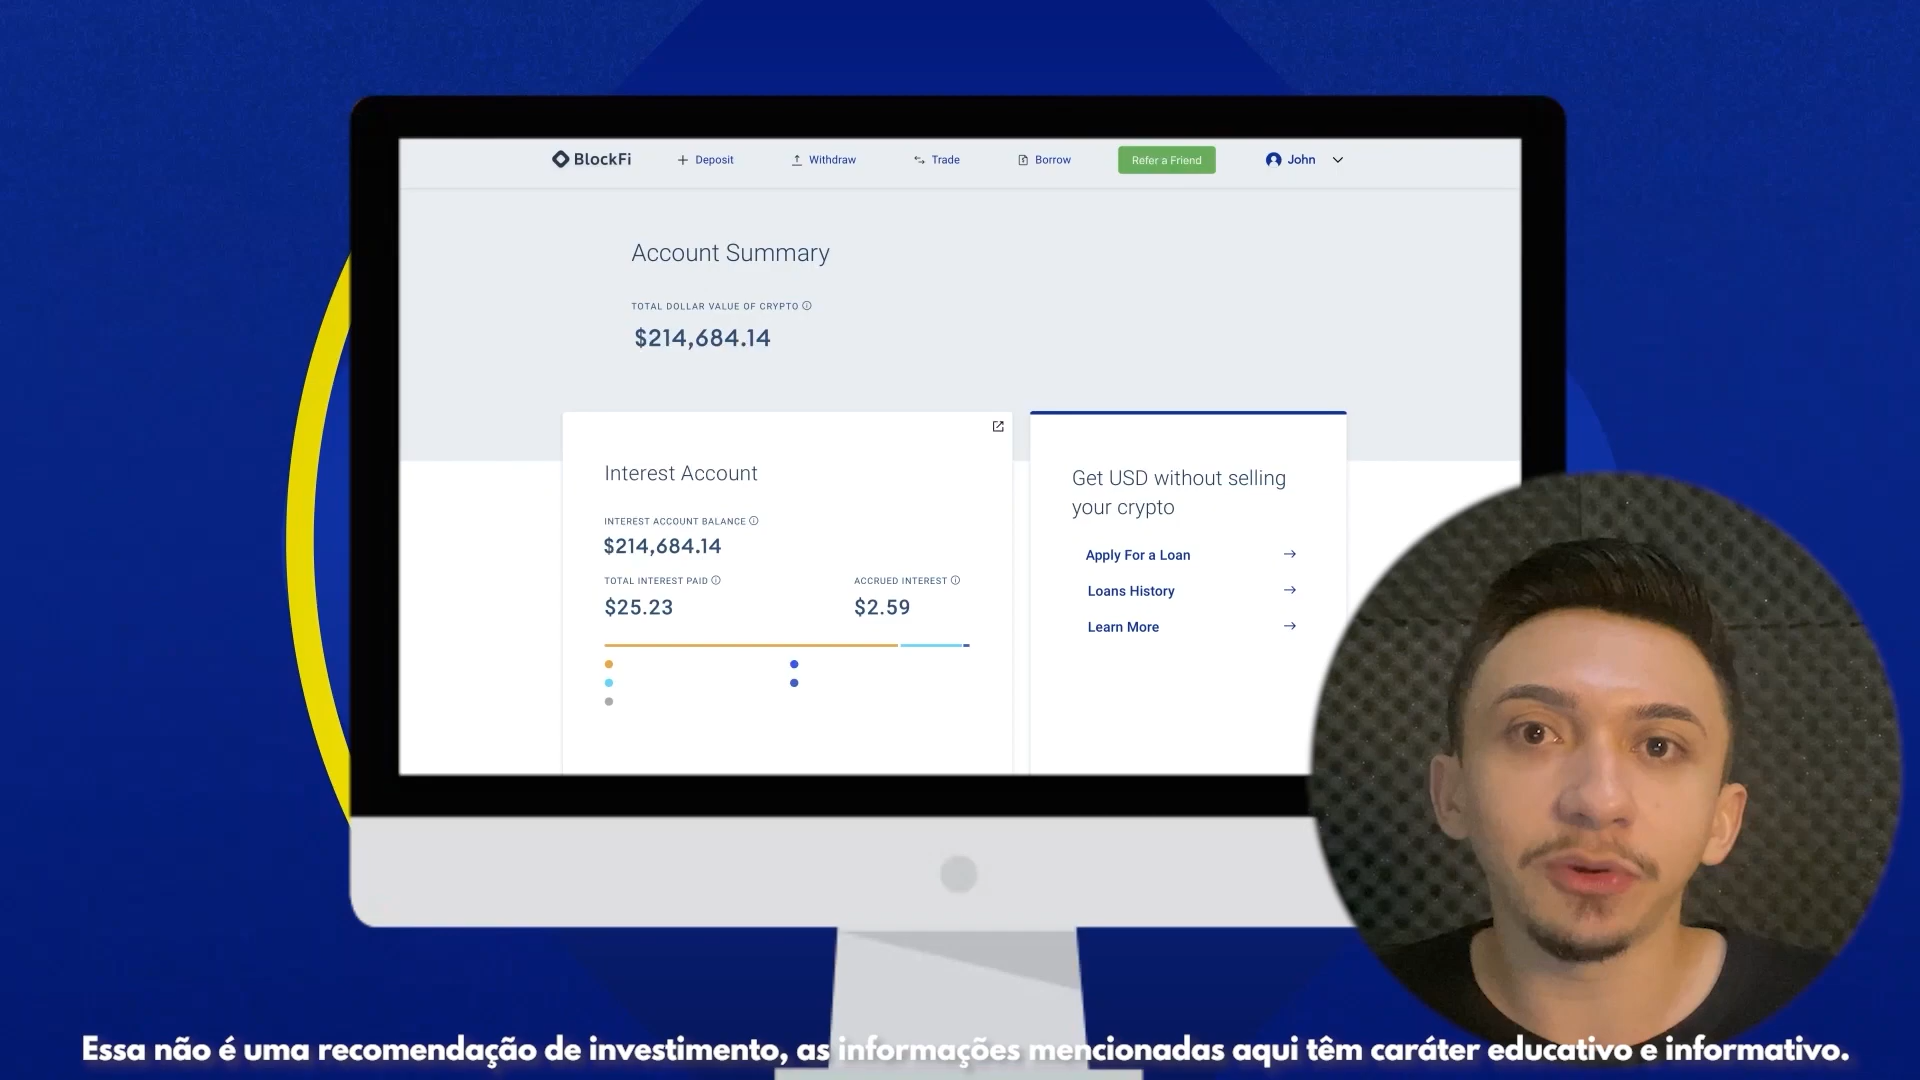 BlockFi
Deposit
Withdraw
Trade
Borrow
Refer a Friend
John
Account Summary
TOTAL DOLLAR VALUE OF CRYPTO
$214,684.14
Interest Account
INTEREST ACCOUNT BALANCE
$214,684.14
TOTAL INTEREST PAID
$25.23
ACCRUED INTEREST
$2.59
Get USD without selling
your crypto
Apply For a Loan
Loans History
Learn More
Essa não é uma recomendação de investimento, as informações mencionadas aqui têm caráter educativo e informativo.